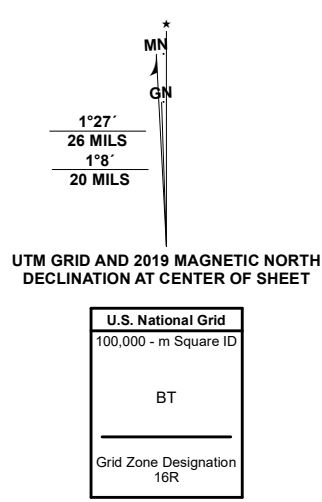 MN
GN
1°27´
26 MILS
1°8´
20 MILS
UTM GRID AND 2019 MAGNETIC NORTH
DECLINATION AT CENTER OF SHEET
U.S. National Grid
100,000 - m Square ID
BT
Grid Zone Designation
16R